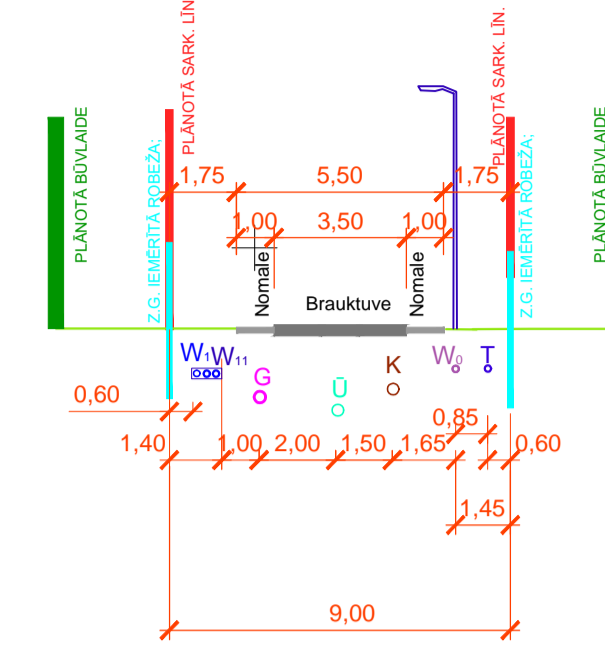 PLĀNOTĀ BŪVLAIDE
Z.G. IEMĒRĪTĀ ROBEŽA;
PLĀNOTĀ SARK. LĪN.
PLĀNOTĀ SARK. LĪN.
Z.G. IEMĒRĪTĀ ROBEŽA;
PLĀNOTĀ BŪVLAIDE
1,75 5,50 1,75
1,00 3,50 1,00
Nomale
Brauktuve
Nomale
W1 W11 G Ū K W0 T
0,60
0,85
1,40 1,00 2,00 1,50 1,65 0,60
1,45
9,00